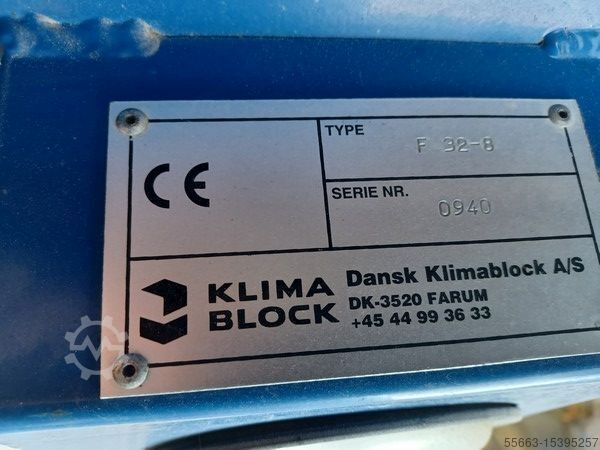 CE
TYPE
F 32-8
SERIE NR.
0940
KLIMA
BLOCK
Dansk Klimablock A/S
DK-3520 FARUM
+45 44 99 36 33
55663-15395257